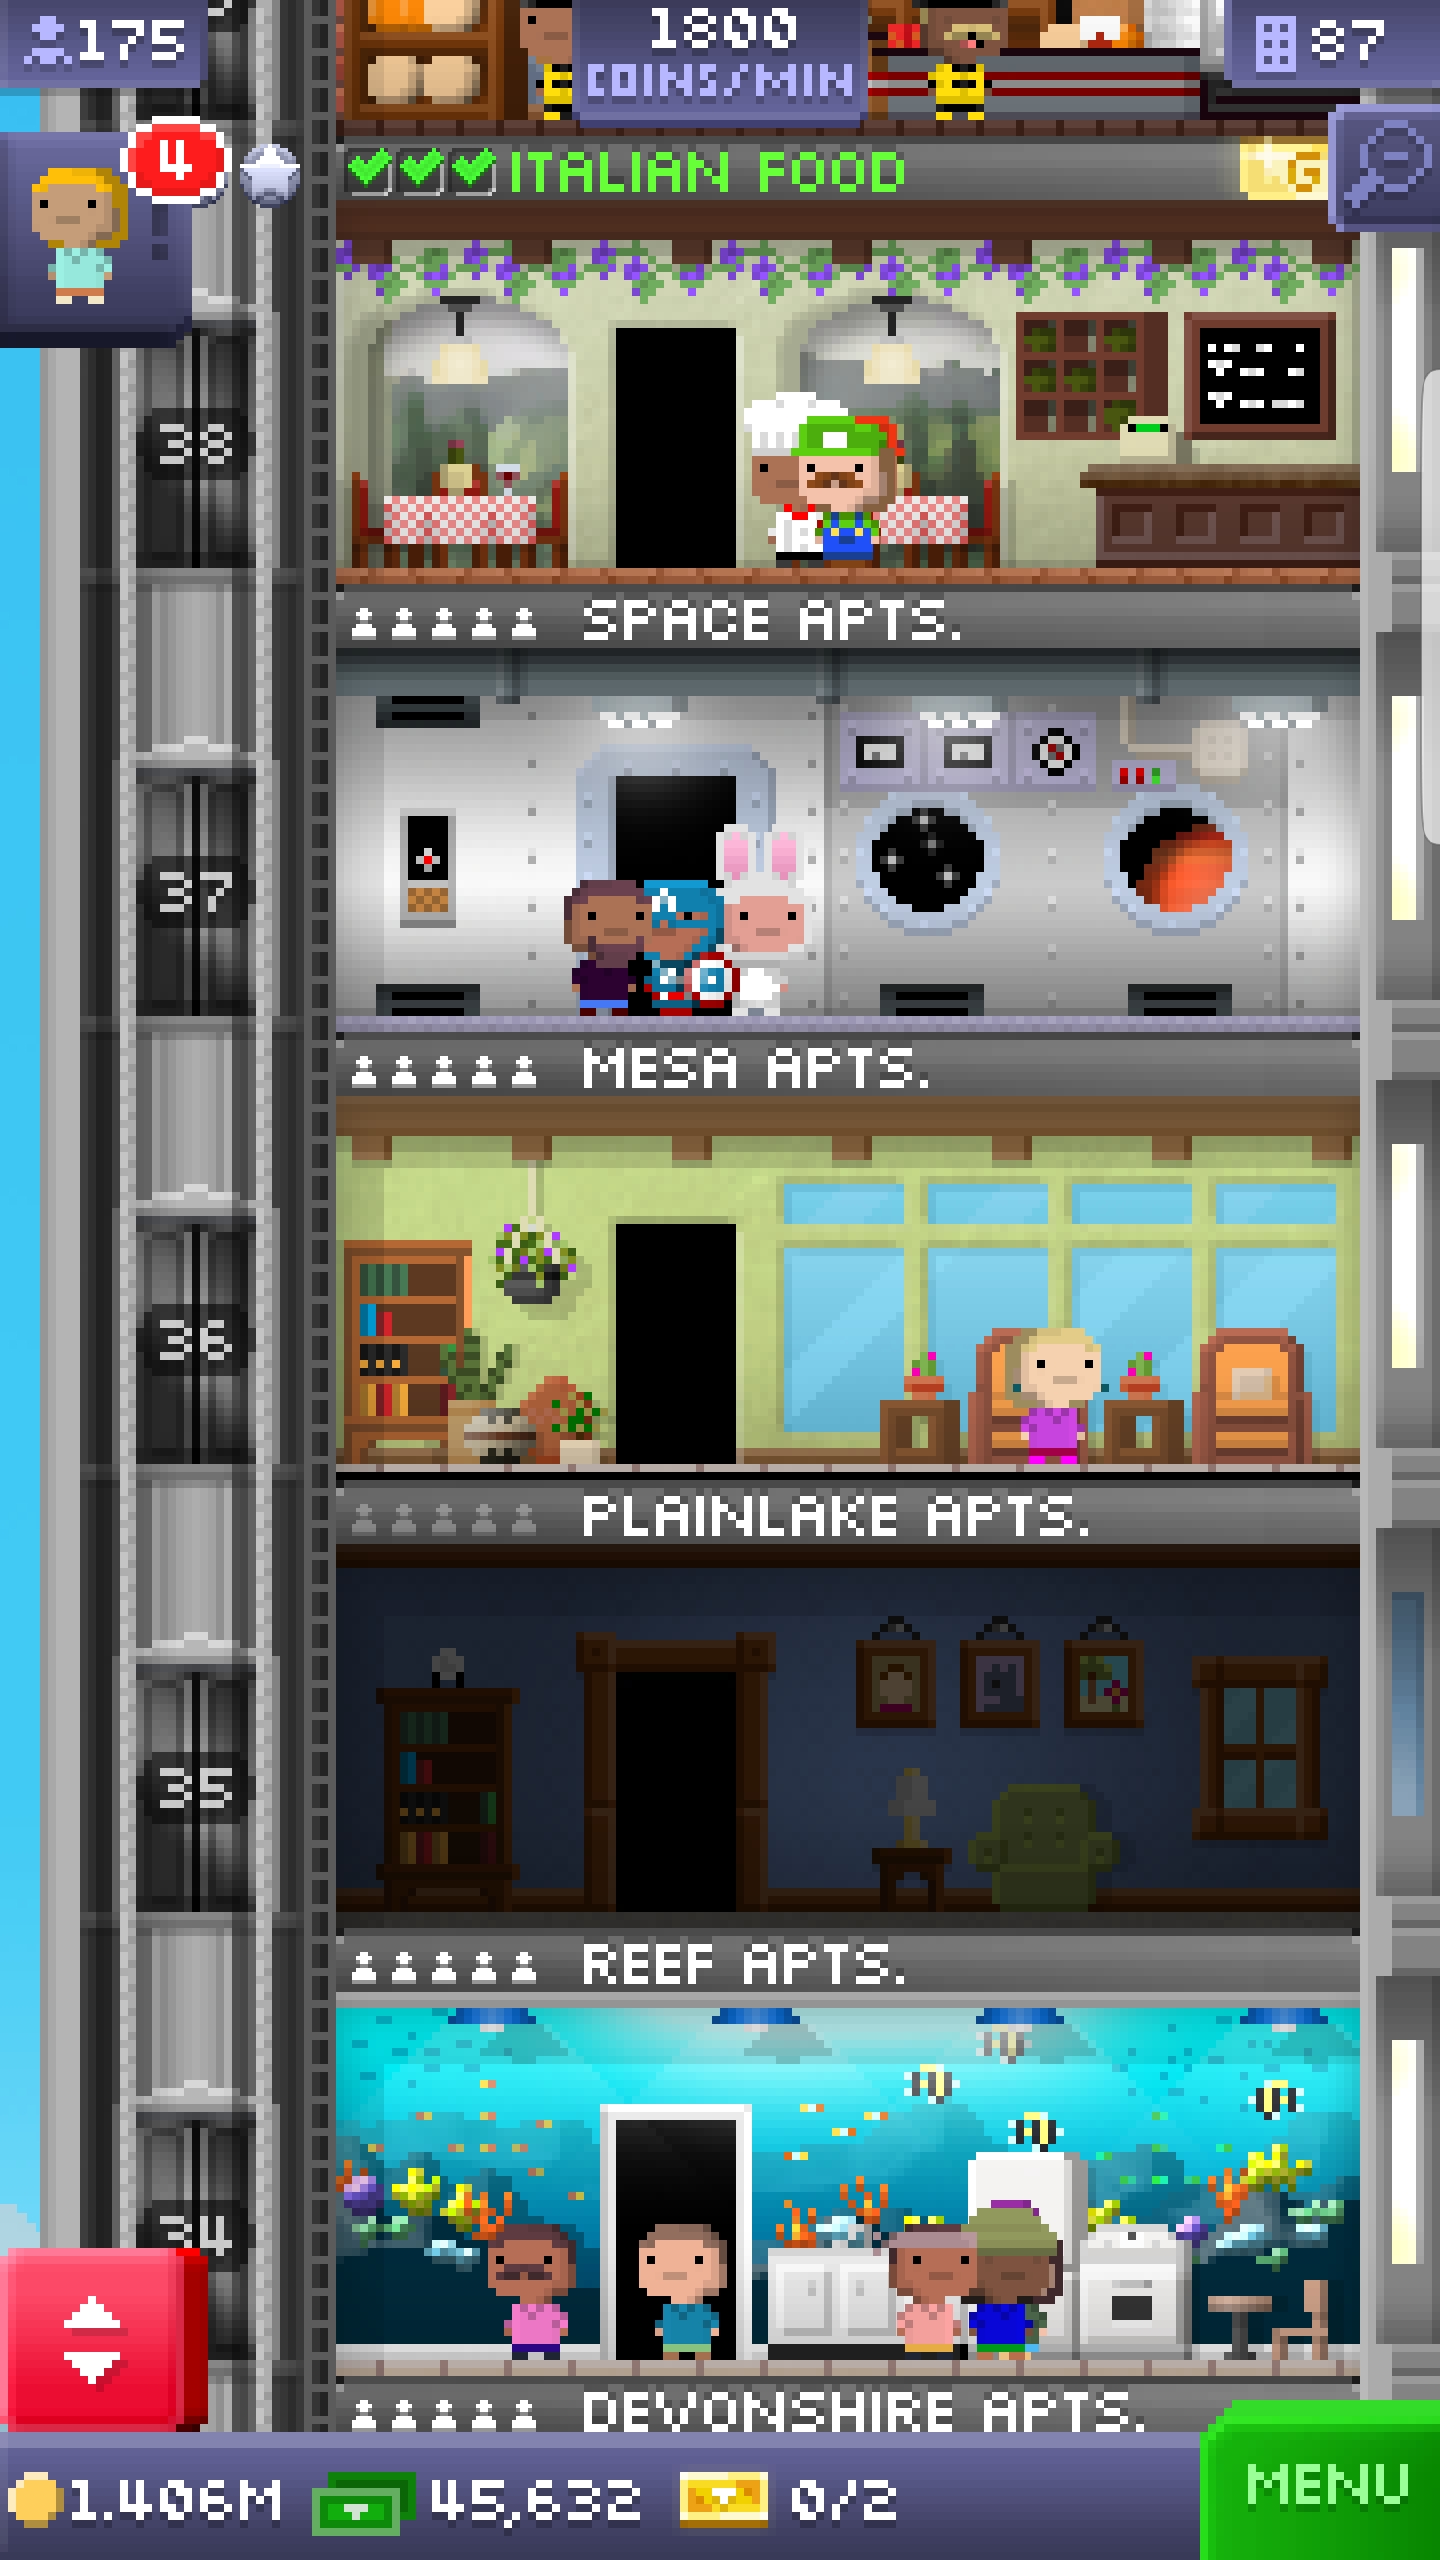 175
1800
COINS/MIN
87
4
ITALIAN FOOD
G
38
SPACE APTS.
37
MESA APTS.
36
PLAINLAKE APTS.
35
REEF APTS.
34
DEVONSHIRE APTS.
1.406M
45,632
0/2
MENU